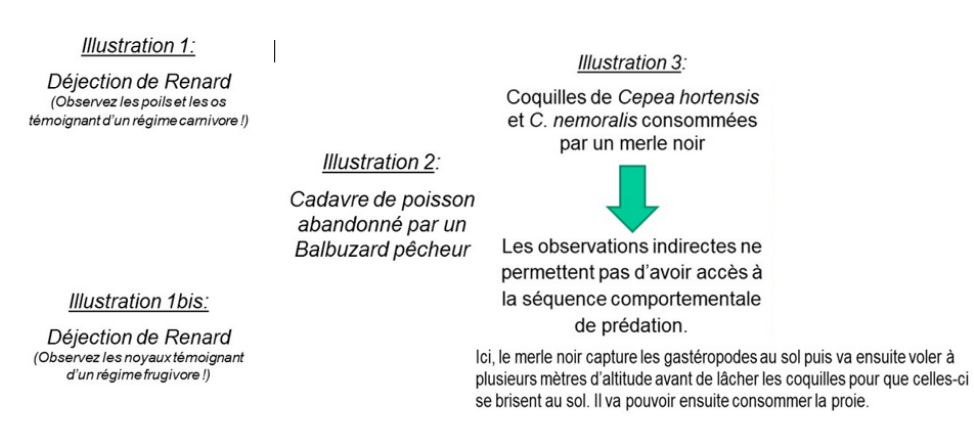 Illustration 1:
Déjection de Renard
(Observez les poils et les os
témoignant d'un régime carnivore !)
Illustration 1bis:
Déjection de Renard
(Observez les noyaux témoignant
d'un régime frugivore !)
Illustration 2:
Cadavre de poisson
abandonné par un
Balbuzard pêcheur
Illustration 3:
Coquilles de Cepea hortensis
et C. nemoralis consommées
par un merle noir
Les observations indirectes ne
permettent pas d'avoir accès à
la séquence comportementale
de prédation.
Ici, le merle noir capture les gastéropodes au sol puis va ensuite voler à
plusieurs mètres d'altitude avant de lâcher les coquilles pour que celles-ci
se brisent au sol. Il va pouvoir ensuite consommer la proie.